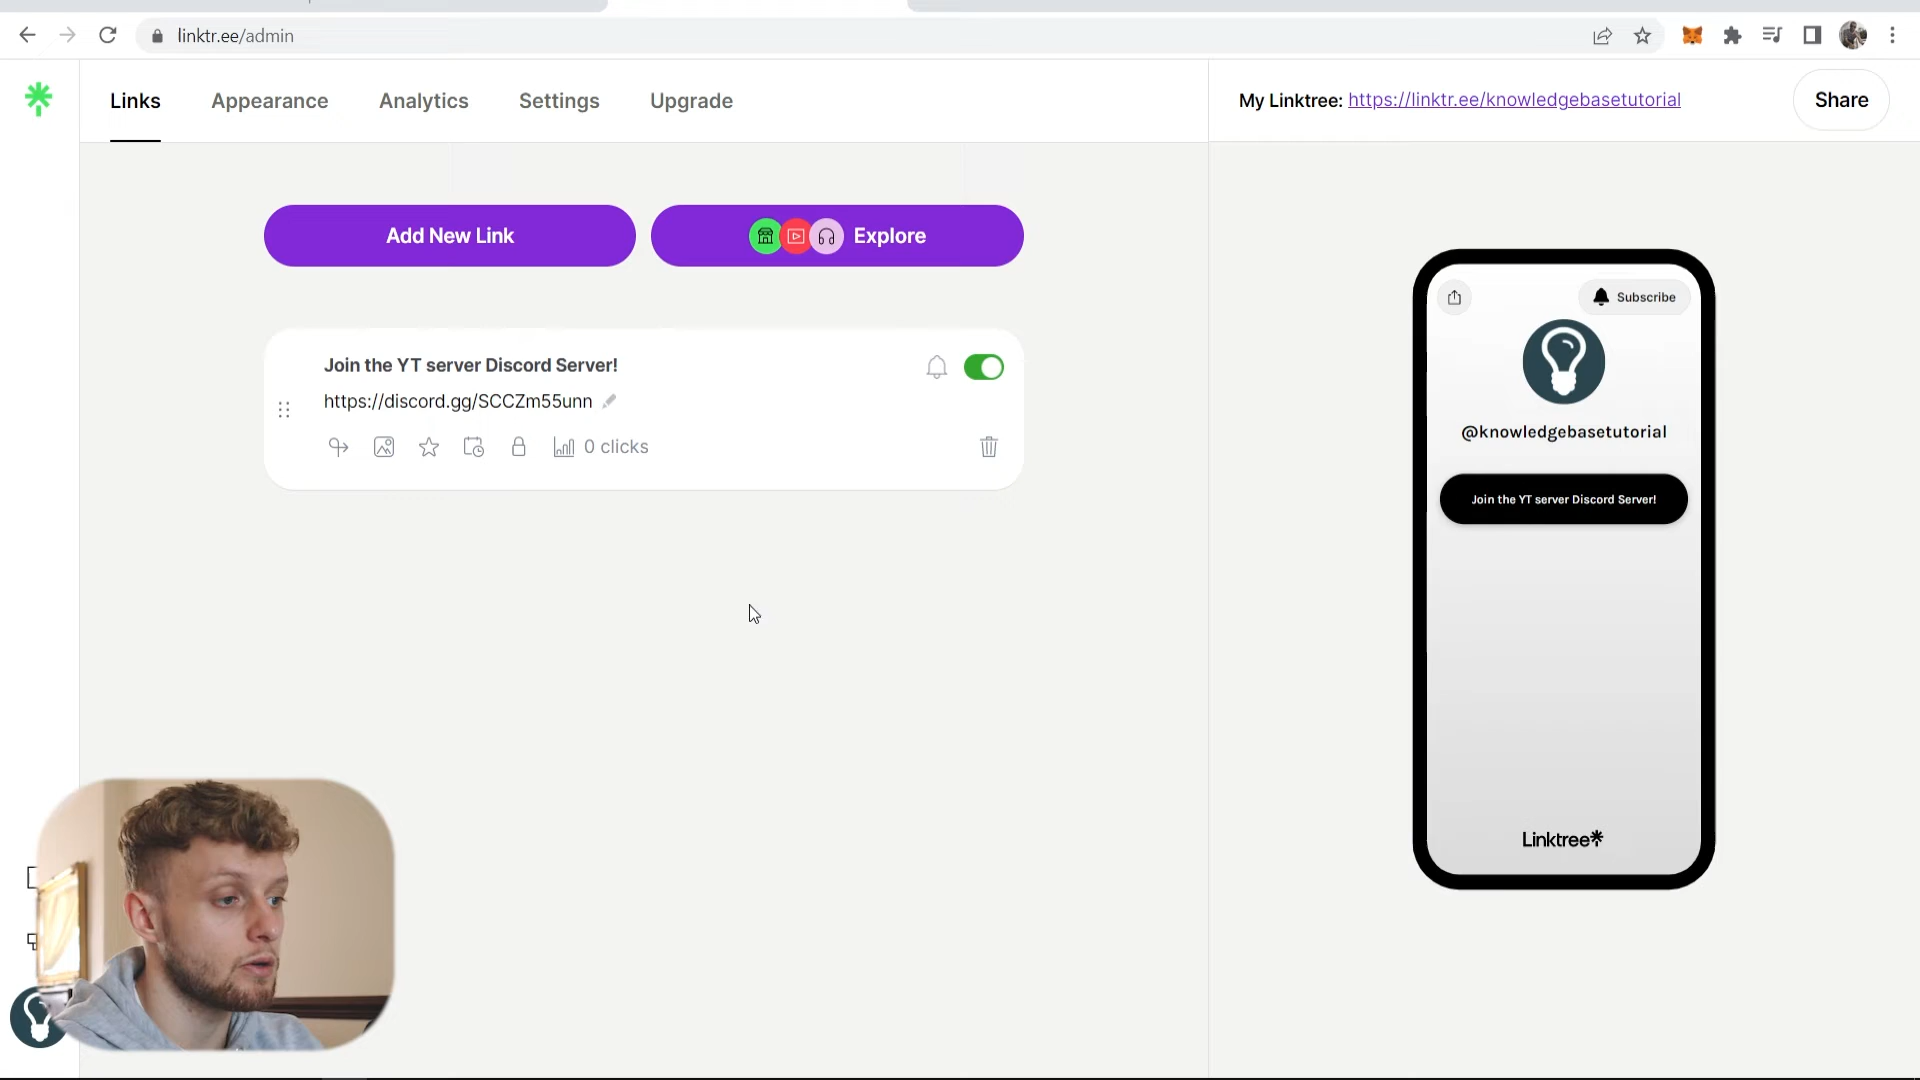 linktr.ee/admin
Links
Appearance
Analytics
Settings
Upgrade
My Linktree: https://linktr.ee/knowledgebasetutorial
Share
Add New Link
Explore
Join the YT server Discord Server!
https://discord.gg/SCCZm55unn
0 clicks
Subscribe
@knowledgebasetutorial
Join the YT server Discord Server!
Linktree